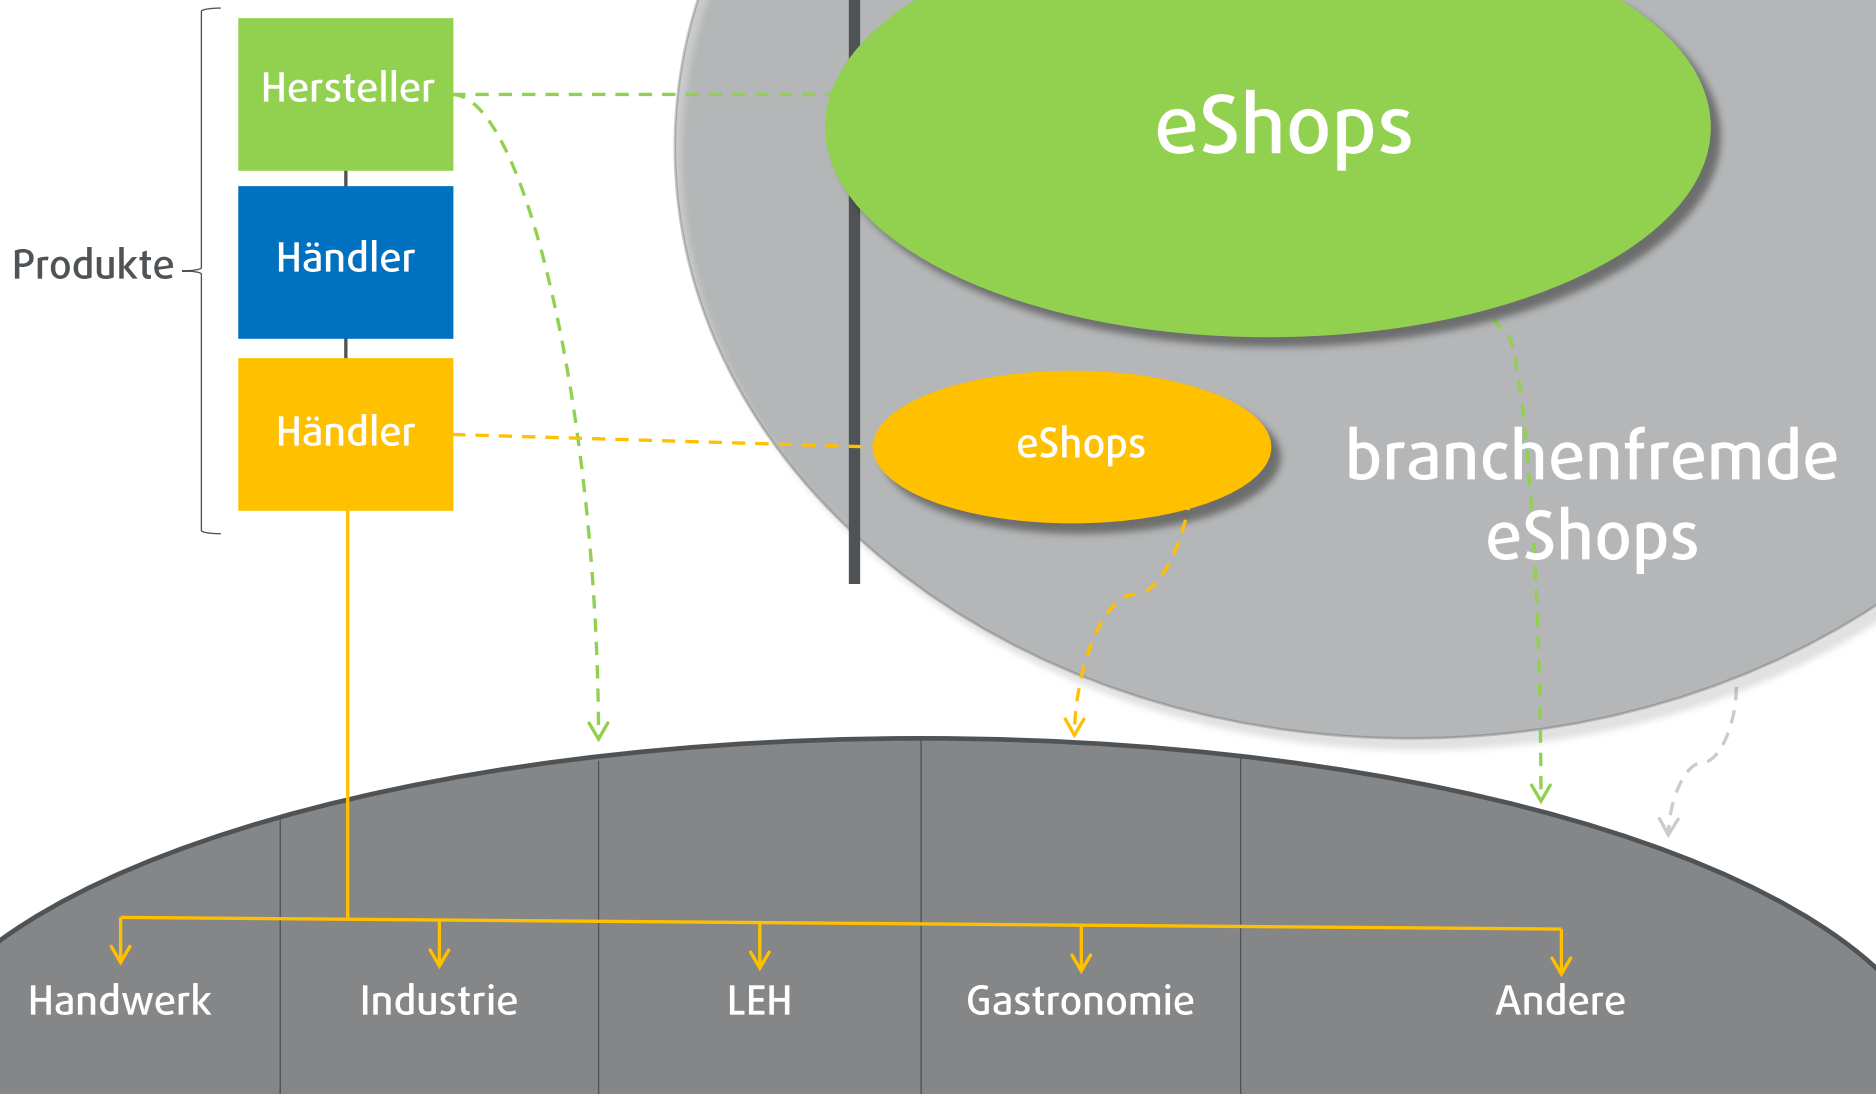 Hersteller
eShops
Produkte
Händler
Händler
eShops
branchenfremde
eShops
Handwerk
Industrie
LEH
Gastronomie
Andere